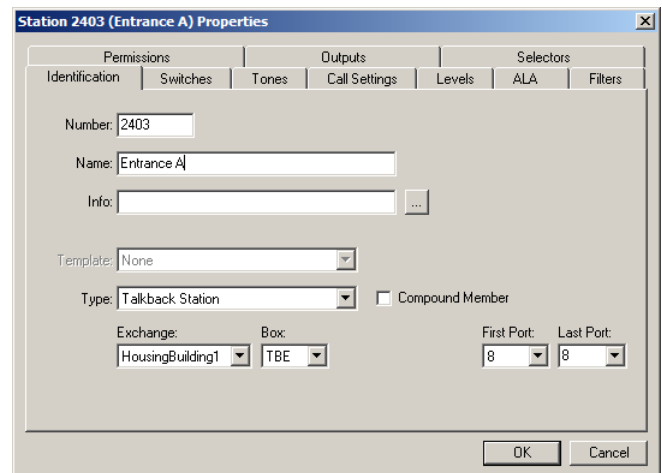 Station 2403 (Entrance A) Properties
Permissions Outputs Selectors
Identification Switches Tones Call Settings Levels ALA Filters
Number: 2403
Name: Entrance A
Info: ...
Template: None
Type: Talkback Station Compound Member
Exchange: Box: First Port: Last Port:
HousingBuilding1 TBE 8 8
OK Cancel